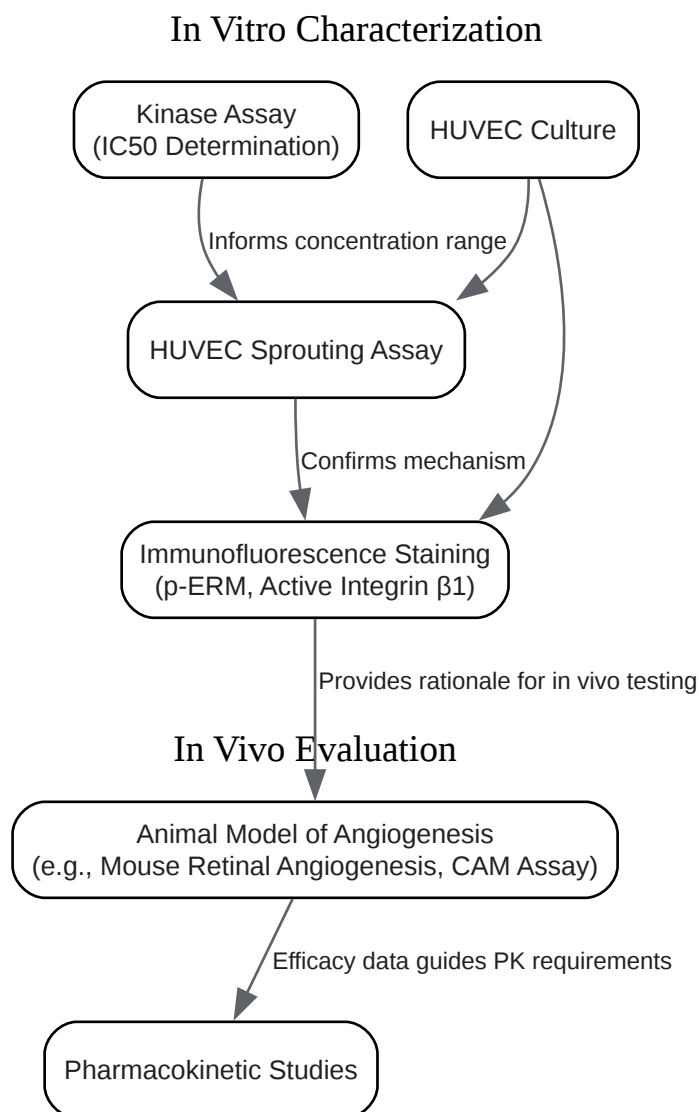 In Vitro Characterization
Kinase Assay
(IC50 Determination)
HUVEC Culture
Informs concentration range
HUVEC Sprouting Assay
Confirms mechanism
Immunofluorescence Staining
(p-ERM, Active Integrin β1)
Provides rationale for in vivo testing
In Vivo Evaluation
Animal Model of Angiogenesis
(e.g., Mouse Retinal Angiogenesis, CAM Assay)
Efficacy data guides PK requirements
Pharmacokinetic Studies